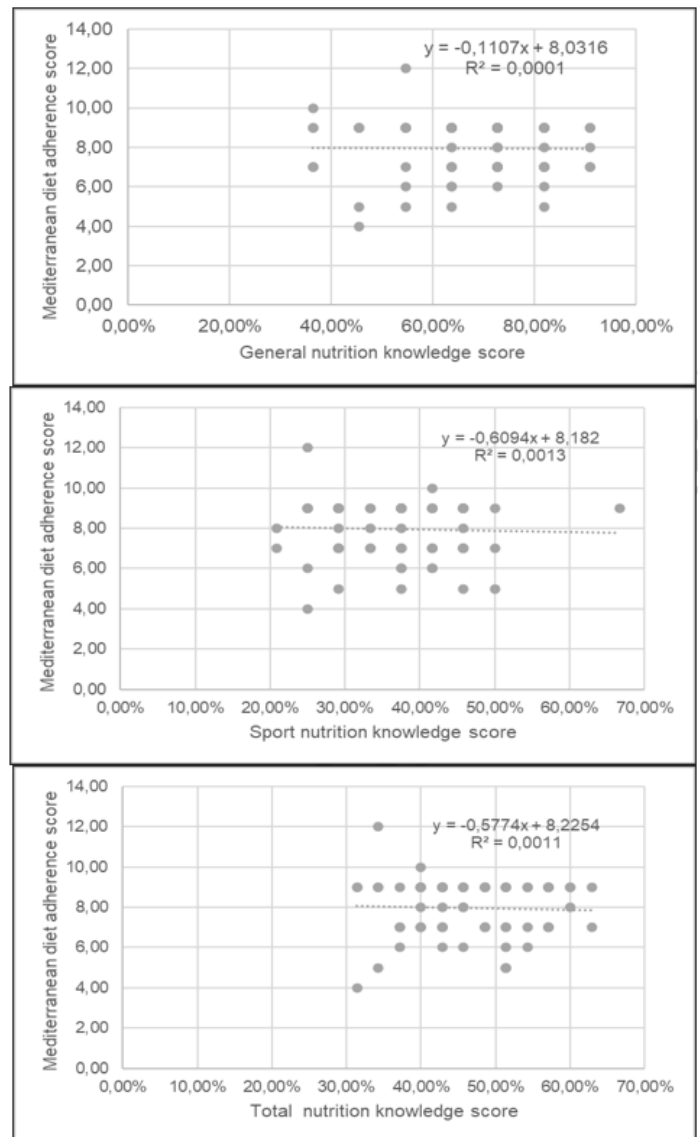 14,00
12,00
10,00
8,00
6,00
4,00
2,00
0,00
Mediterranean diet adherence score
y = -0,1107x + 8,0316
R² = 0,0001
0,00% 20,00% 40,00% 60,00% 80,00% 100,00%
General nutrition knowledge score
14,00
12,00
10,00
8,00
6,00
4,00
2,00
0,00
Mediterranean diet adherence score
y = -0,6094x + 8,182
R² = 0,0013
0,00% 10,00% 20,00% 30,00% 40,00% 50,00% 60,00% 70,00%
Sport nutrition knowledge score
14,00
12,00
10,00
8,00
6,00
4,00
2,00
0,00
Mediterranean diet adherence score
y = -0,5774x + 8,2254
R² = 0,0011
0,00% 10,00% 20,00% 30,00% 40,00% 50,00% 60,00% 70,00%
Total nutrition knowledge score